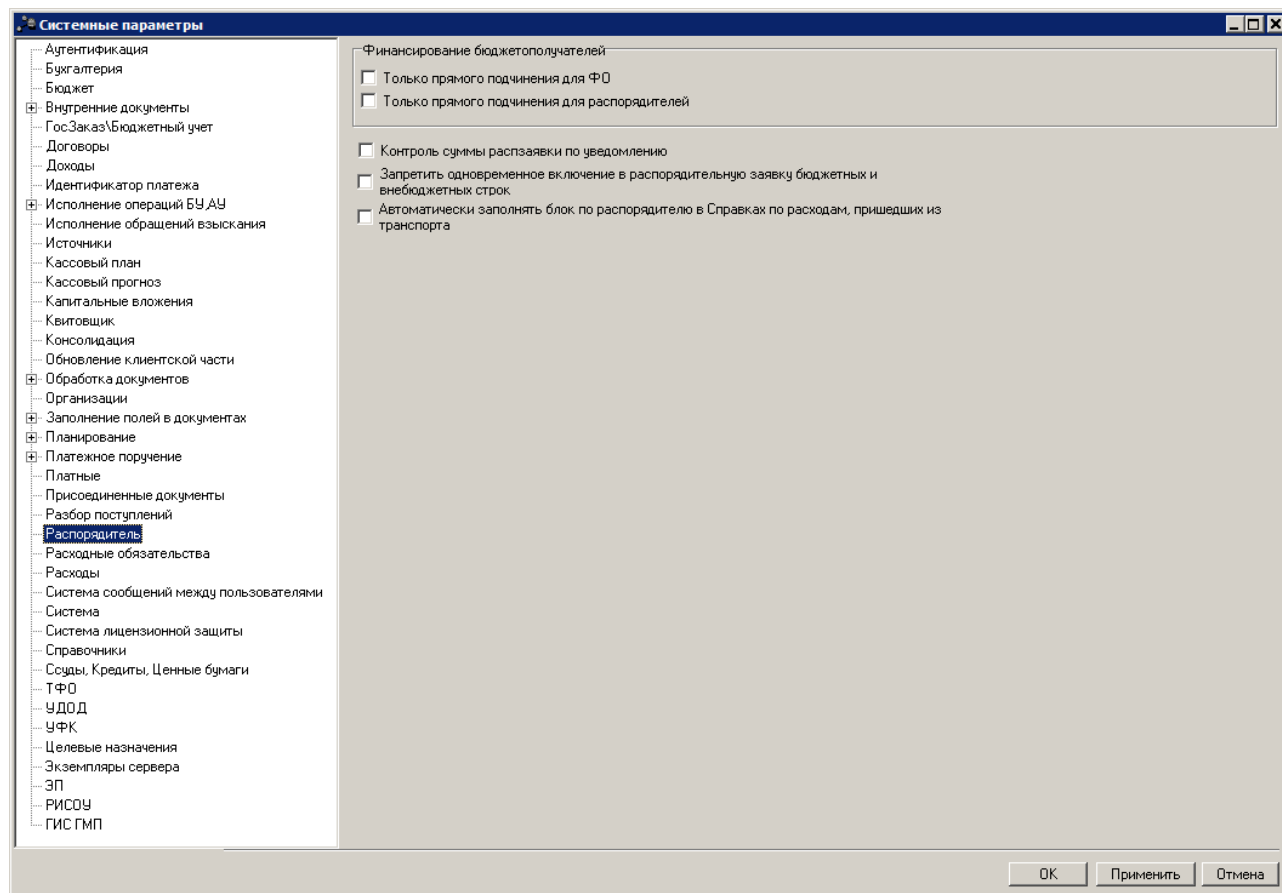 Системные параметры
Аутентификация
Бухгалтерия
Бюджет
Внутренние документы
ГосЗаказ\Бюджетный учет
Договоры
Доходы
Идентификатор платежа
Исполнение операций БУ,АУ
Исполнение обращений взыскания
Источники
Кассовый план
Кассовый прогноз
Капитальные вложения
Квитовщик
Консолидация
Обновление клиентской части
Обработка документов
Организации
Заполнение полей в документах
Планирование
Платежное поручение
Платные
Присоединенные документы
Разбор поступлений
Распорядитель
Расходные обязательства
Расходы
Система сообщений между пользователями
Система
Система лицензионной защиты
Справочники
Ссуды, Кредиты, Ценные бумаги
ТФО
УДОД
УФК
Целевые назначения
Экземпляры сервера
ЭП
РИСОУ
ГИС ГМП
Финансирование бюджетополучателей
Только прямого подчинения для ФО
Только прямого подчинения для распорядителей
Контроль суммы распзаявки по уведомлению
Запретить одновременное включение в распорядительную заявку бюджетных и
внебюджетных строк
Автоматически заполнять блок по распорядителю в Справках по расходам, пришедших из
транспорта
OK
Применить
Отмена